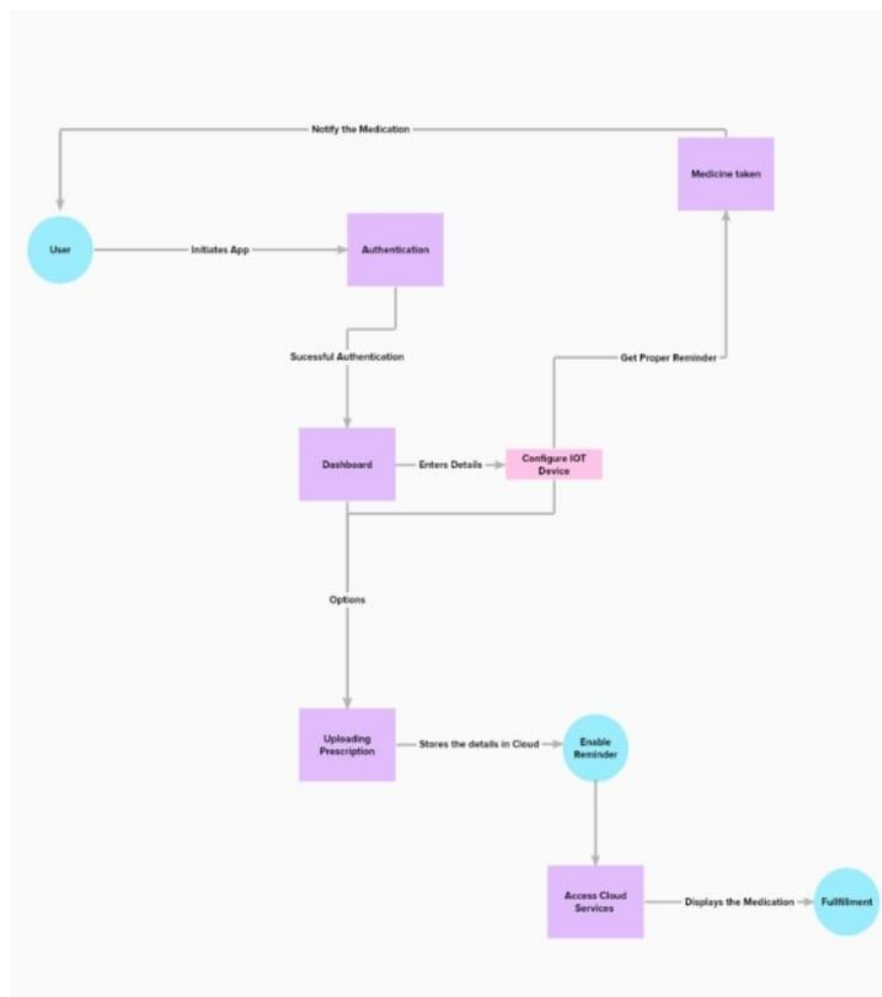 Notify the Medication
Medicine taken
User
Initiates App
Authentication
Sucessful Authentication
Get Proper Reminder
Dashboard
Enters Details
Configure IOT
Device
Options
Uploading
Prescription
Stores the details in Cloud
Enable
Reminder
Access Cloud
Services
Displays the Medication
Fullfillment